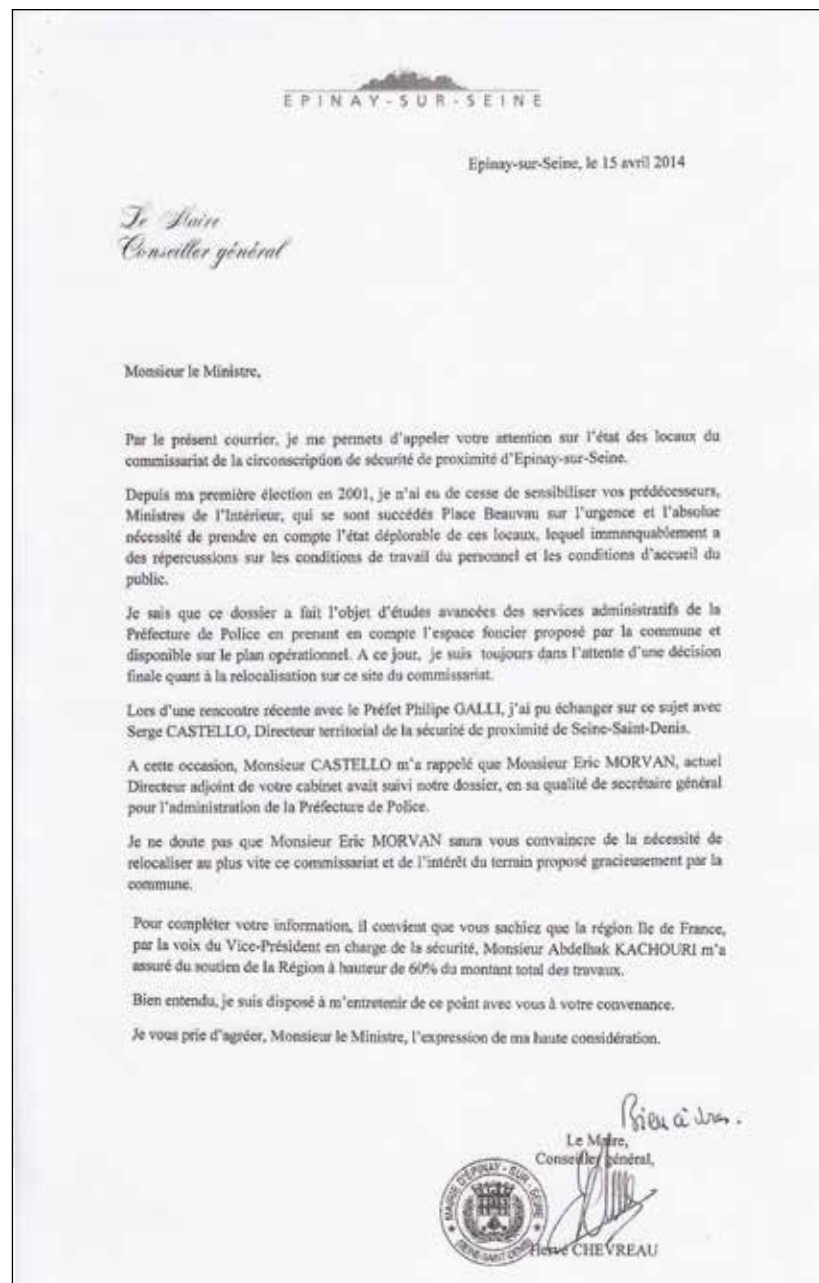 EPINAY-SUR-SEINE
Epinay-sur-Seine, le 15 avril 2014
Le Maire
Conseiller général
Monsieur le Ministre,
Par le présent courrier, je me permets d'appeler votre attention sur l'état des locaux du
commissariat de la circonscription de sécurité de proximité d'Epinay-sur-Seine.
Depuis ma première élection en 2001, je n'ai eu de cesse de sensibiliser vos prédécesseurs,
Ministres de l'Intérieur, qui se sont succédés Place Beauvau sur l'urgence et l'absolue
nécessité de prendre en compte l'état déplorable de ces locaux, lequel immanquablement a
des répercussions sur les conditions de travail du personnel et les conditions d'accueil du
public.
Je sais que ce dossier a fait l'objet d'études avancées des services administratifs de la
Préfecture de Police en prenant en compte l'espace foncier proposé par la commune et
disponible sur le plan opérationnel. A ce jour, je suis toujours dans l'attente d'une décision
finale quant à la relocalisation sur ce site du commissariat.
Lors d'une rencontre récente avec le Préfet Philipe GALLI, j'ai pu échanger sur ce sujet avec
Serge CASTELLO, Directeur territorial de la sécurité de proximité de Seine-Saint-Denis.
A cette occasion, Monsieur CASTELLO m'a rappelé que Monsieur Eric MORVAN, actuel
Directeur adjoint de votre cabinet avait suivi notre dossier, en sa qualité de secrétaire général
pour l'administration de la Préfecture de Police.
Je ne doute pas que Monsieur Eric MORVAN saura vous convaincre de la nécessité de
relocaliser au plus vite ce commissariat et de l'intérêt du terrain proposé gracieusement par la
commune.
Pour compléter votre information, il convient que vous sachiez que la région Ile de France,
par la voix du Vice-Président en charge de la sécurité, Monsieur Abdelhak KACHOURI m'a
assuré du soutien de la Région à hauteur de 60% du montant total des travaux.
Bien entendu, je suis disposé à m'entretenir de ce point avec vous à votre convenance.
Je vous prie d'agréer, Monsieur le Ministre, l'expression de ma haute considération.
Bien à vous.
Le Maire,
Conseiller général,
MAIRIE D'EPINAY-SUR-SEINE
(SEINE-SAINT-DENIS)
Hervé CHEVREAU